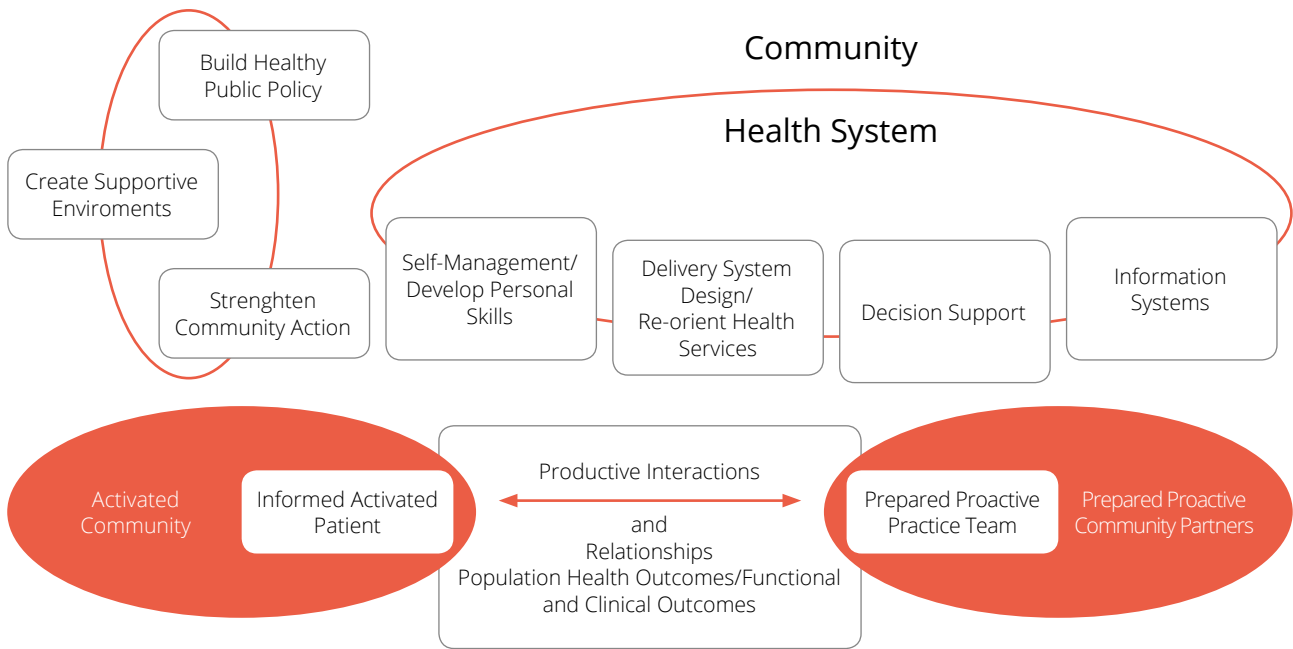 Build Healthy
Public Policy
Create Supportive
Enviroments
Strenghten
Community Action
Community
Health System
Self-Management/
Develop Personal
Skills
Delivery System
Design/
Re-orient Health
Services
Decision Support
Information
Systems
Activated
Community
Informed Activated
Patient
Productive Interactions
and
Relationships
Population Health Outcomes/Functional
and Clinical Outcomes
Prepared Proactive
Practice Team
Prepared Proactive
Community Partners